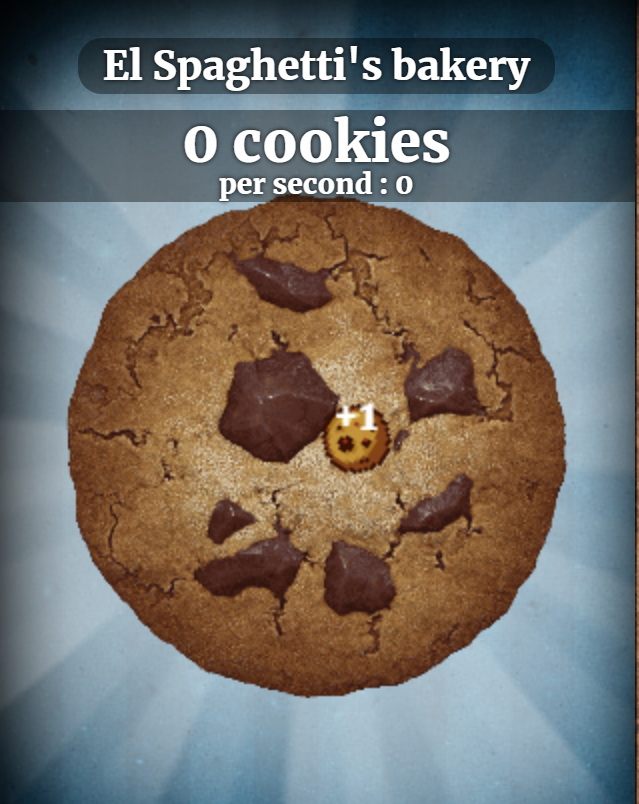 El Spaghetti's bakery
0 cookies
per second : 0
+1